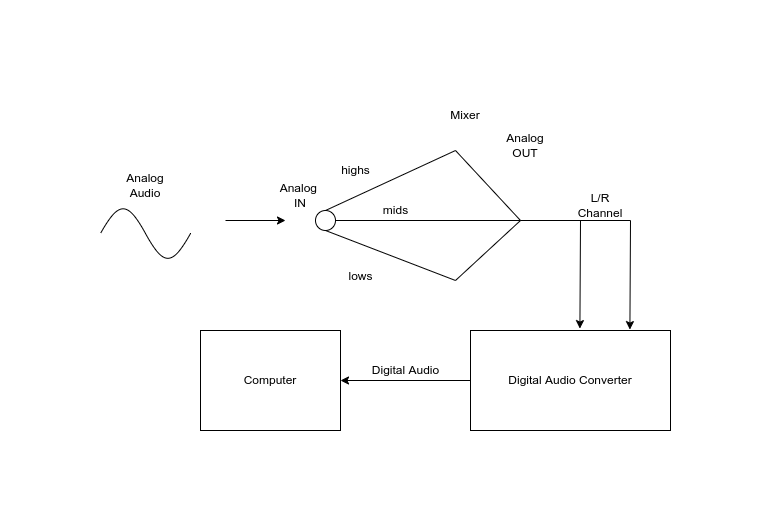 Mixer
Analog
OUT
highs
Analog
Audio
Analog
IN
mids
L/R
Channel
lows
Digital Audio
Computer
Digital Audio Converter